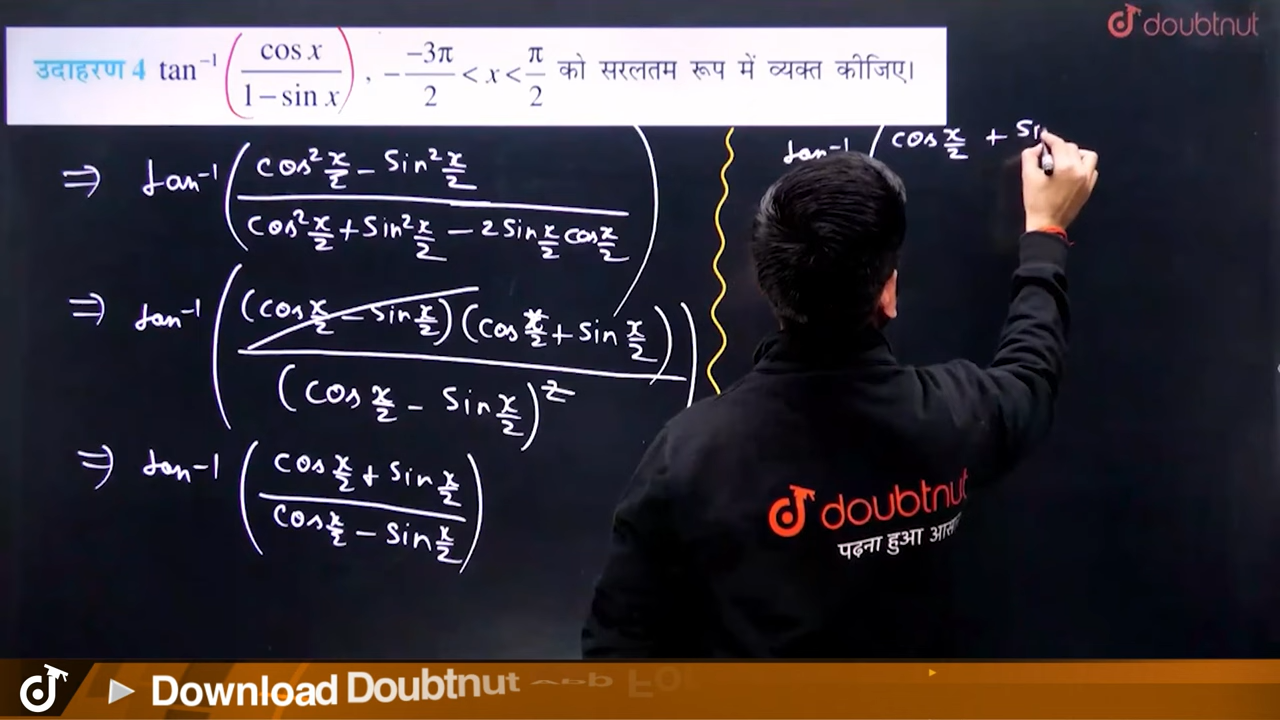 doubtnut
उदाहरण 4 tan⁻¹ (cos x / 1 – sin x), – –3π/2 < x < π/2 को सरलतम रूप में व्यक्त कीजिए।
⇒ tan⁻¹ (cos² x/2 – sin² x/2 / cos² x/2 + sin² x/2 – 2 sin x/2 cos x/2)
⇒ tan⁻¹ ((cos x/2 – sin x/2) (cos x/2 + sin x/2) / (cos x/2 – sin x/2)²)
⇒ tan⁻¹ (cos x/2 + sin x/2 / cos x/2 – sin x/2)
tan⁻¹ (cos x/2 + si
doubtnut
पढ़ना हुआ आसा
Download Doubtnut App